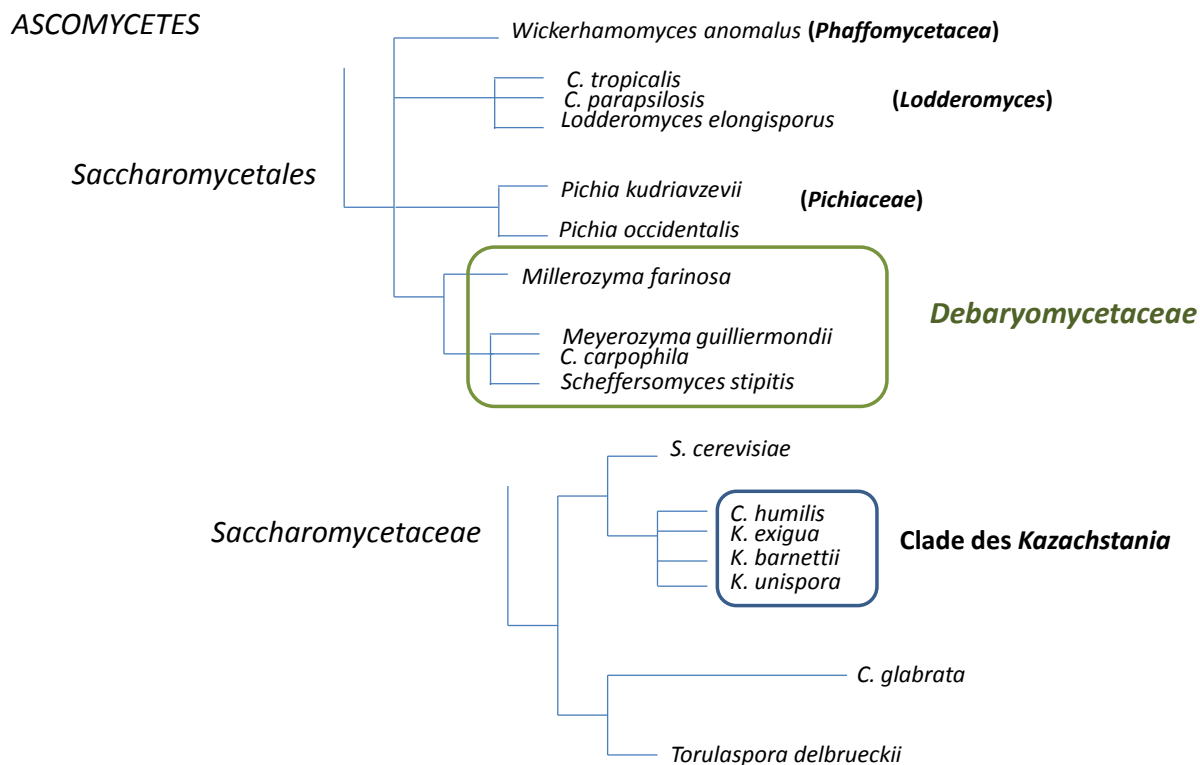 ASCOMYCETES
Wickerhamomyces anomalus (Phaffomycetacea)
C. tropicalis
C. parapsilosis
(Lodderomyces)
Lodderomyces elongisporus
Saccharomycetales
Pichia kudriavzevii
(Pichiaceae)
Pichia occidentalis
Millerozyma farinosa
Debaryomycetaceae
Meyerozyma guilliermondii
C. carpophila
Scheffersomyces stipitis
S. cerevisiae
Saccharomycetaceae
C. humilis
K. exigua
Clade des Kazachstania
K. barnettii
K. unispora
C. glabrata
Torulaspora delbrueckii